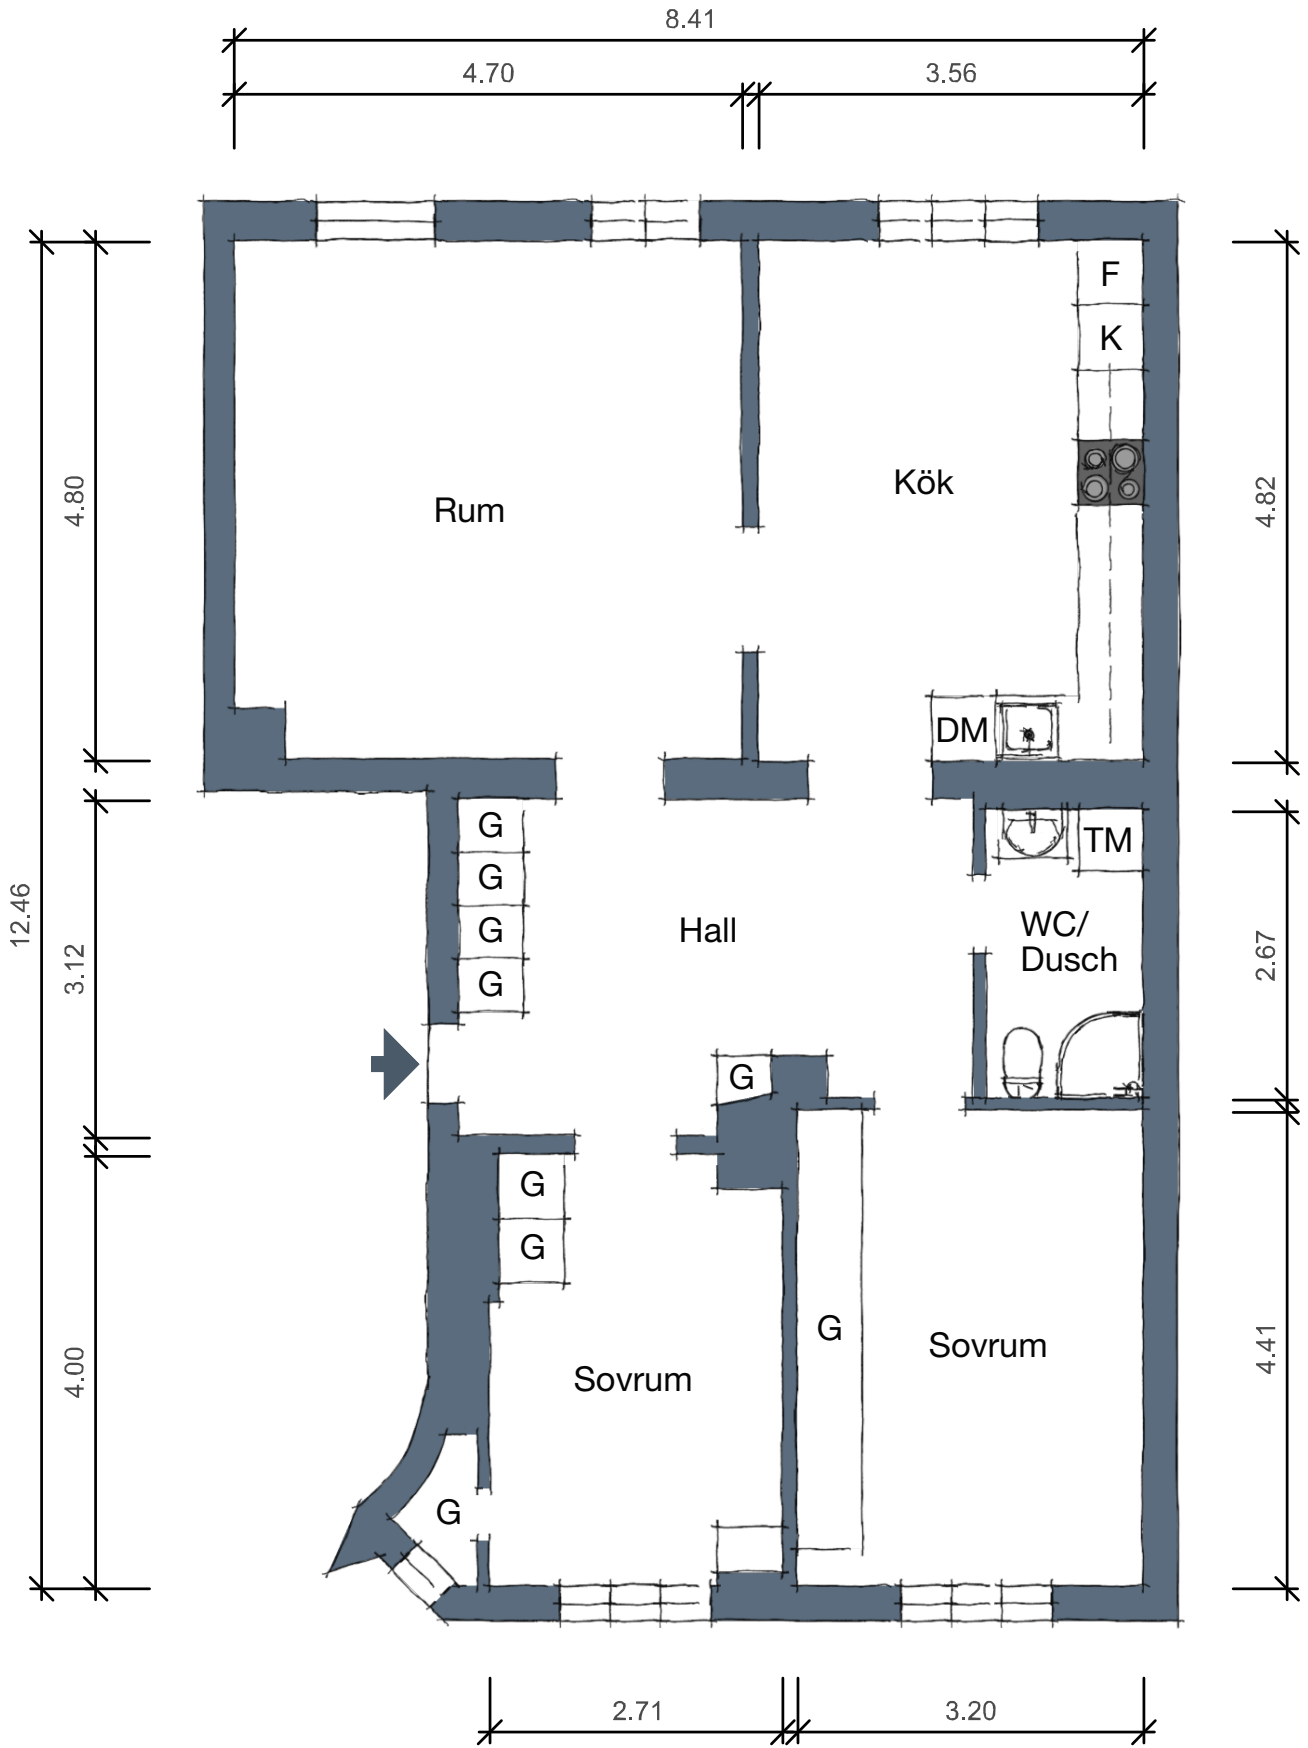 8.41
4.70
3.56
F
K
4.80
Rum
Kök
4.82
DM
G
TM
G
12.46
3.12
G
Hall
WC/
Dusch
2.67
G
G
G
G
4.00
G
Sovrum
Sovrum
4.41
G
2.71
3.20